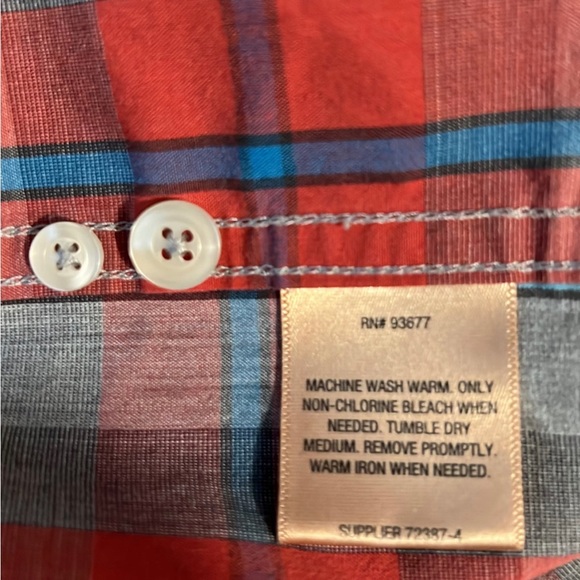 RN# 93677
MACHINE WASH WARM. ONLY
NON-CHLORINE BLEACH WHEN
NEEDED. TUMBLE DRY
MEDIUM. REMOVE PROMPTLY.
WARM IRON WHEN NEEDED.
SUPPLIER 72387-4